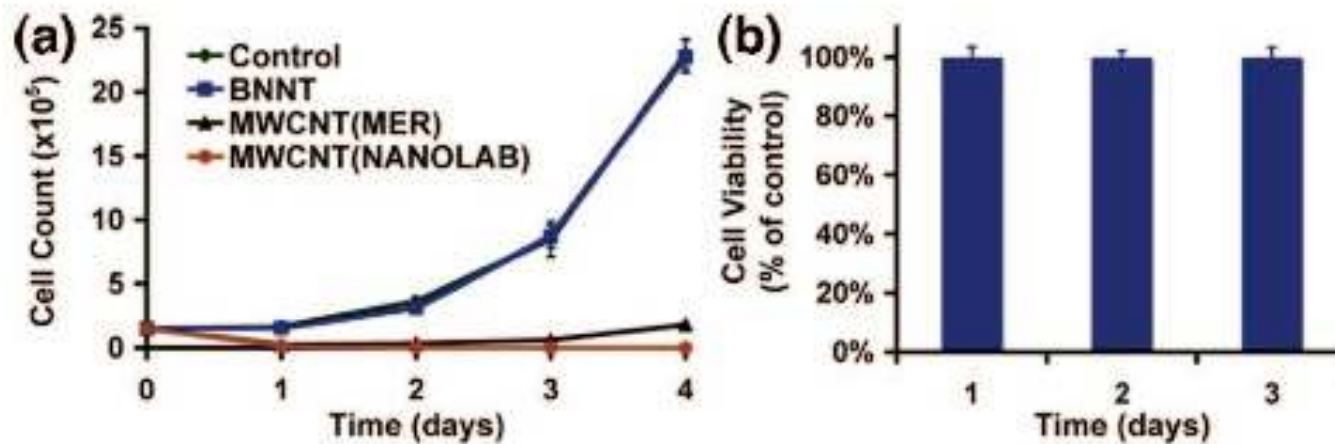 (a)
Control
BNNT
MWCNT(MER)
MWCNT(NANOLAB)
Cell Count (x10⁵)
25
20
15
10
5
0
0 1 2 3 4
Time (days)
(b)
Cell Viability
(% of control)
100%
80%
60%
40%
20%
0%
1 2 3
Time (days)